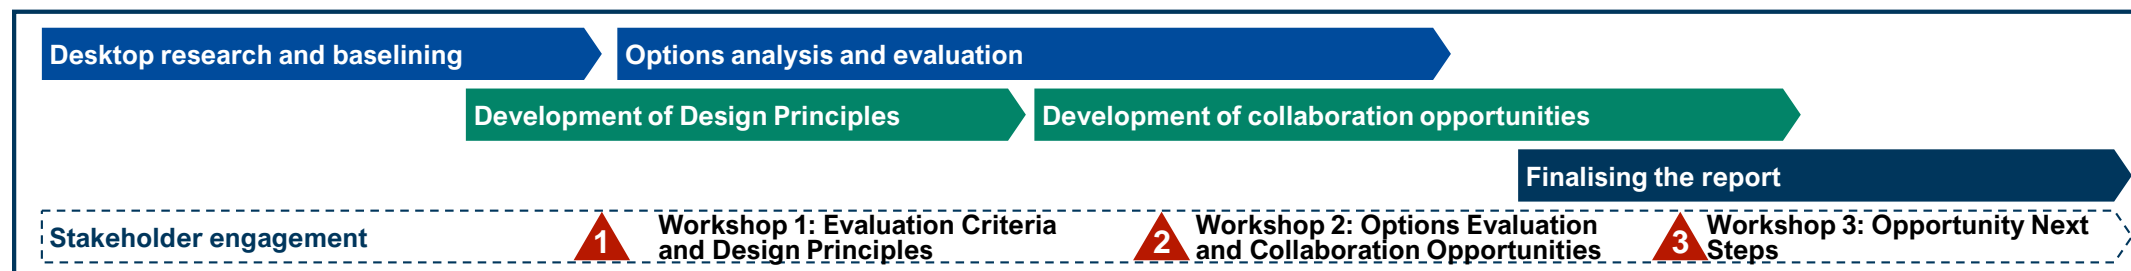 Desktop research and baselining
Options analysis and evaluation
Development of Design Principles
Development of collaboration opportunities
Finalising the report
Stakeholder engagement
1
Workshop 1: Evaluation Criteria
and Design Principles
2
Workshop 2: Options Evaluation
and Collaboration Opportunities
3
Workshop 3: Opportunity Next
Steps